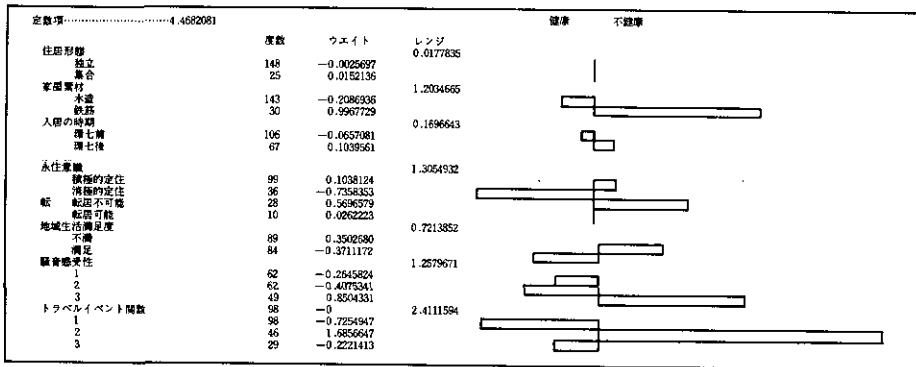 定数項……………………4.4682081 健康 不健康
度数 ウエイト レンジ
住居形態 0.0177835
独立 148 －0.0025697
集合 25 0.0152136
家屋素材 1.2034665
木造 143 －0.2086936
鉄筋 30 0.9967729
入居の時期 0.1696643
環七前 106 －0.0657081
環七後 67 0.1039561
永住意識 1.3054932
積極的定住 99 0.1038124
消極的定住 36 －0.7358353
転 転居不可能 28 0.5696579
転居可能 10 0.0262223
地域生活満足度 0.7213852
不満 89 0.3502680
満足 84 －0.3711172
騒音感受性 1.2579671
1 62 －0.2645824
2 62 －0.4075341
3 49 0.8504331
トラベルイベント関数 98 －0 2.4111594
1 98 －0.7254947
2 46 1.6856647
3 29 －0.2221413